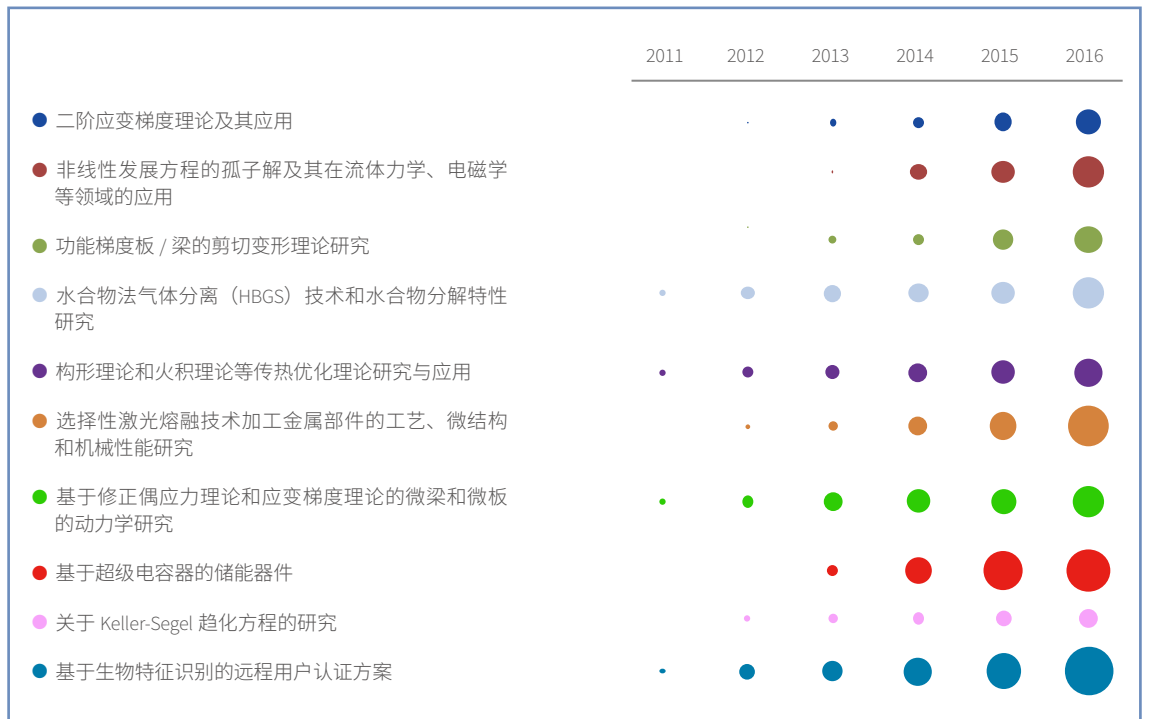 2011 2012 2013 2014 2015 2016
二阶应变梯度理论及其应用
非线性发展方程的孤子解及其在流体力学、电磁学
等领域的应用
功能梯度板 / 梁的剪切变形理论研究
水合物法气体分离（HBGS）技术和水合物分解特性
研究
构形理论和火积理论等传热优化理论研究与应用
选择性激光熔融技术加工金属部件的工艺、微结构
和机械性能研究
基于修正偶应力理论和应变梯度理论的微梁和微板
的动力学研究
基于超级电容器的储能器件
关于 Keller-Segel 趋化方程的研究
基于生物特征识别的远程用户认证方案